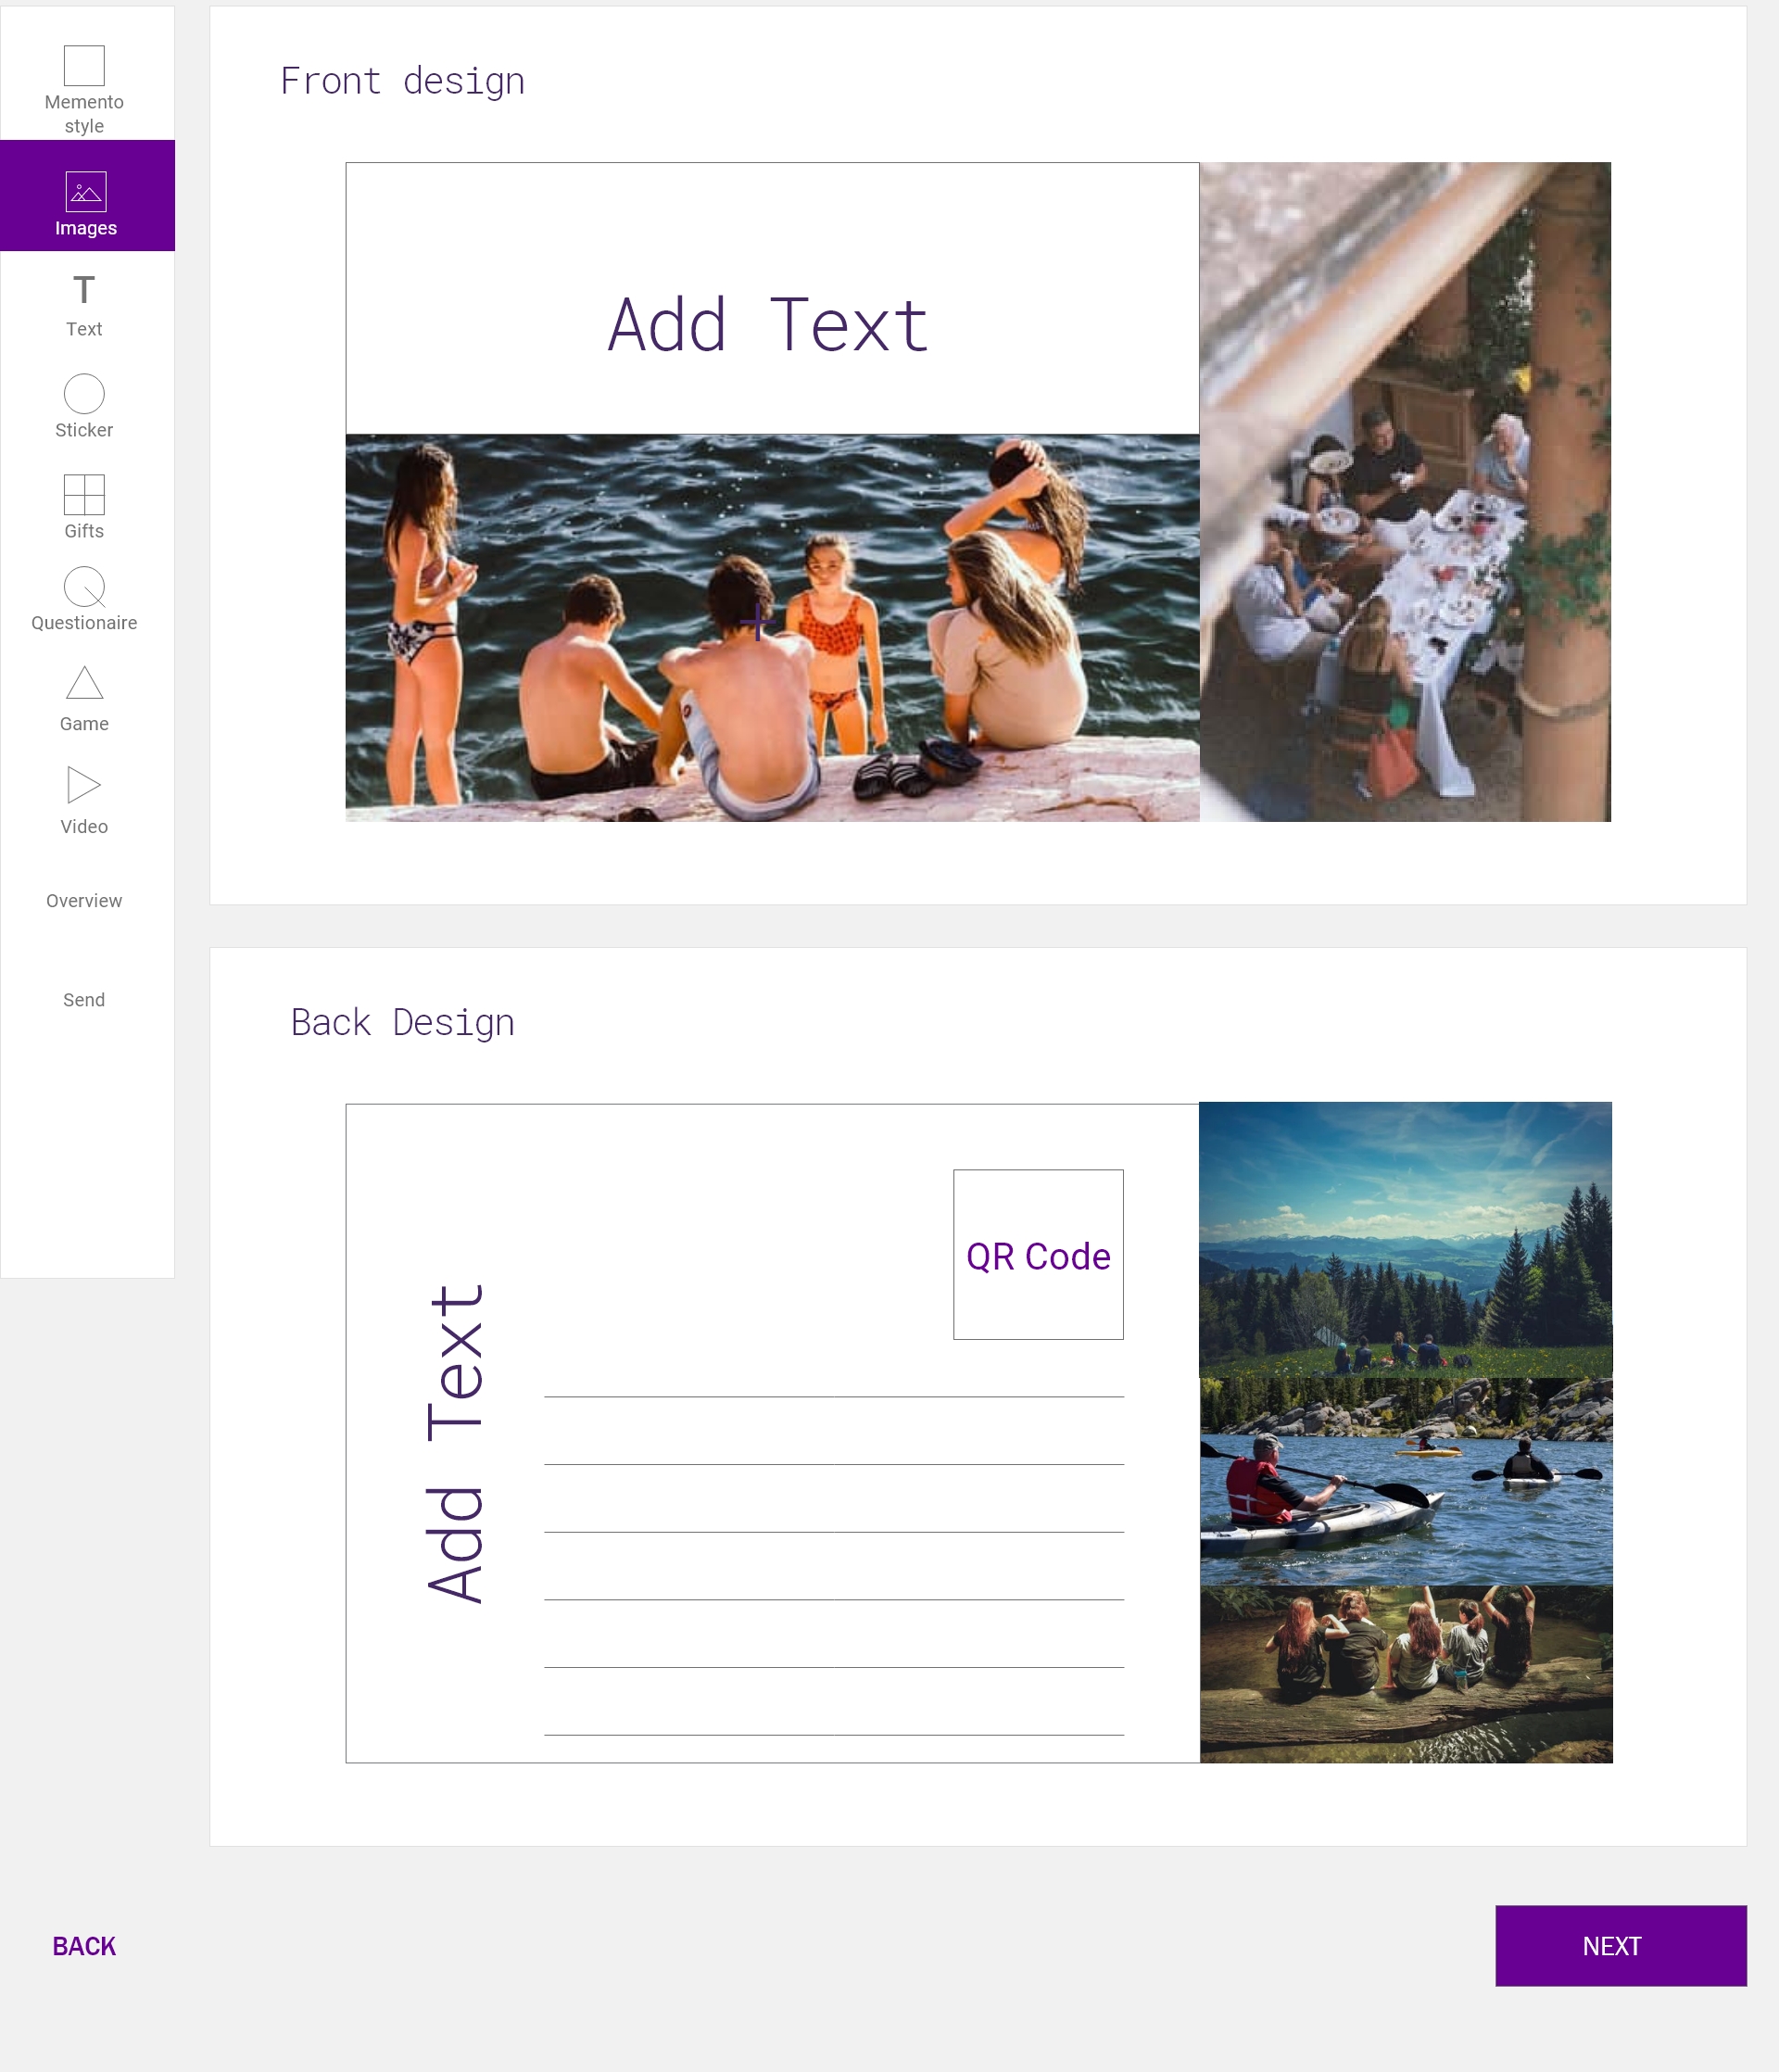 Memento
style
Images
T
Text
Sticker
Gifts
Questionaire
Game
Video
Overview
Send
Front design
Add Text
Back Design
QR Code
Add Text
BACK
NEXT